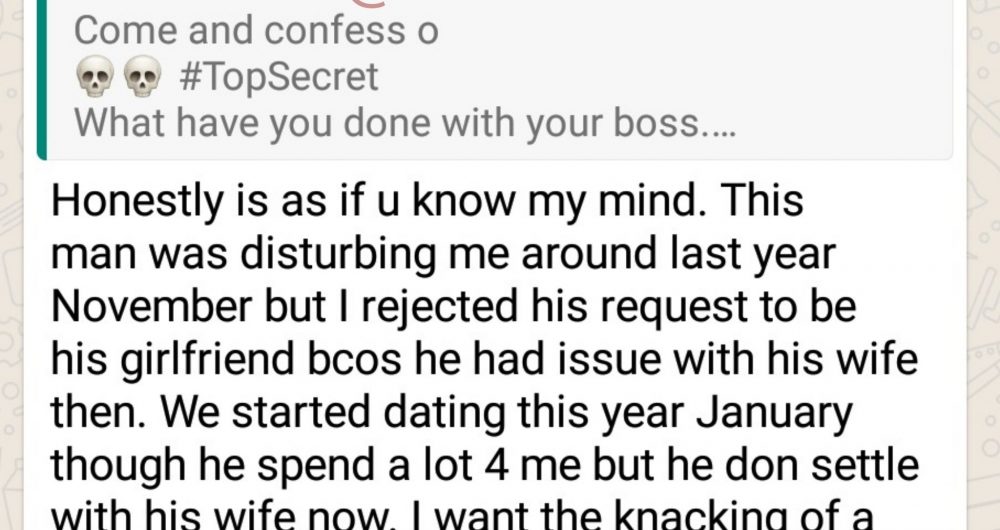 Come and confess o
💀💀 #TopSecret
What have you done with your boss....
Honestly is as if u know my mind. This
man was disturbing me around last year
November but I rejected his request to be
his girlfriend bcos he had issue with his wife
then. We started dating this year January
though he spend a lot 4 me but he don settle
with his wife now. I want the knacking of a